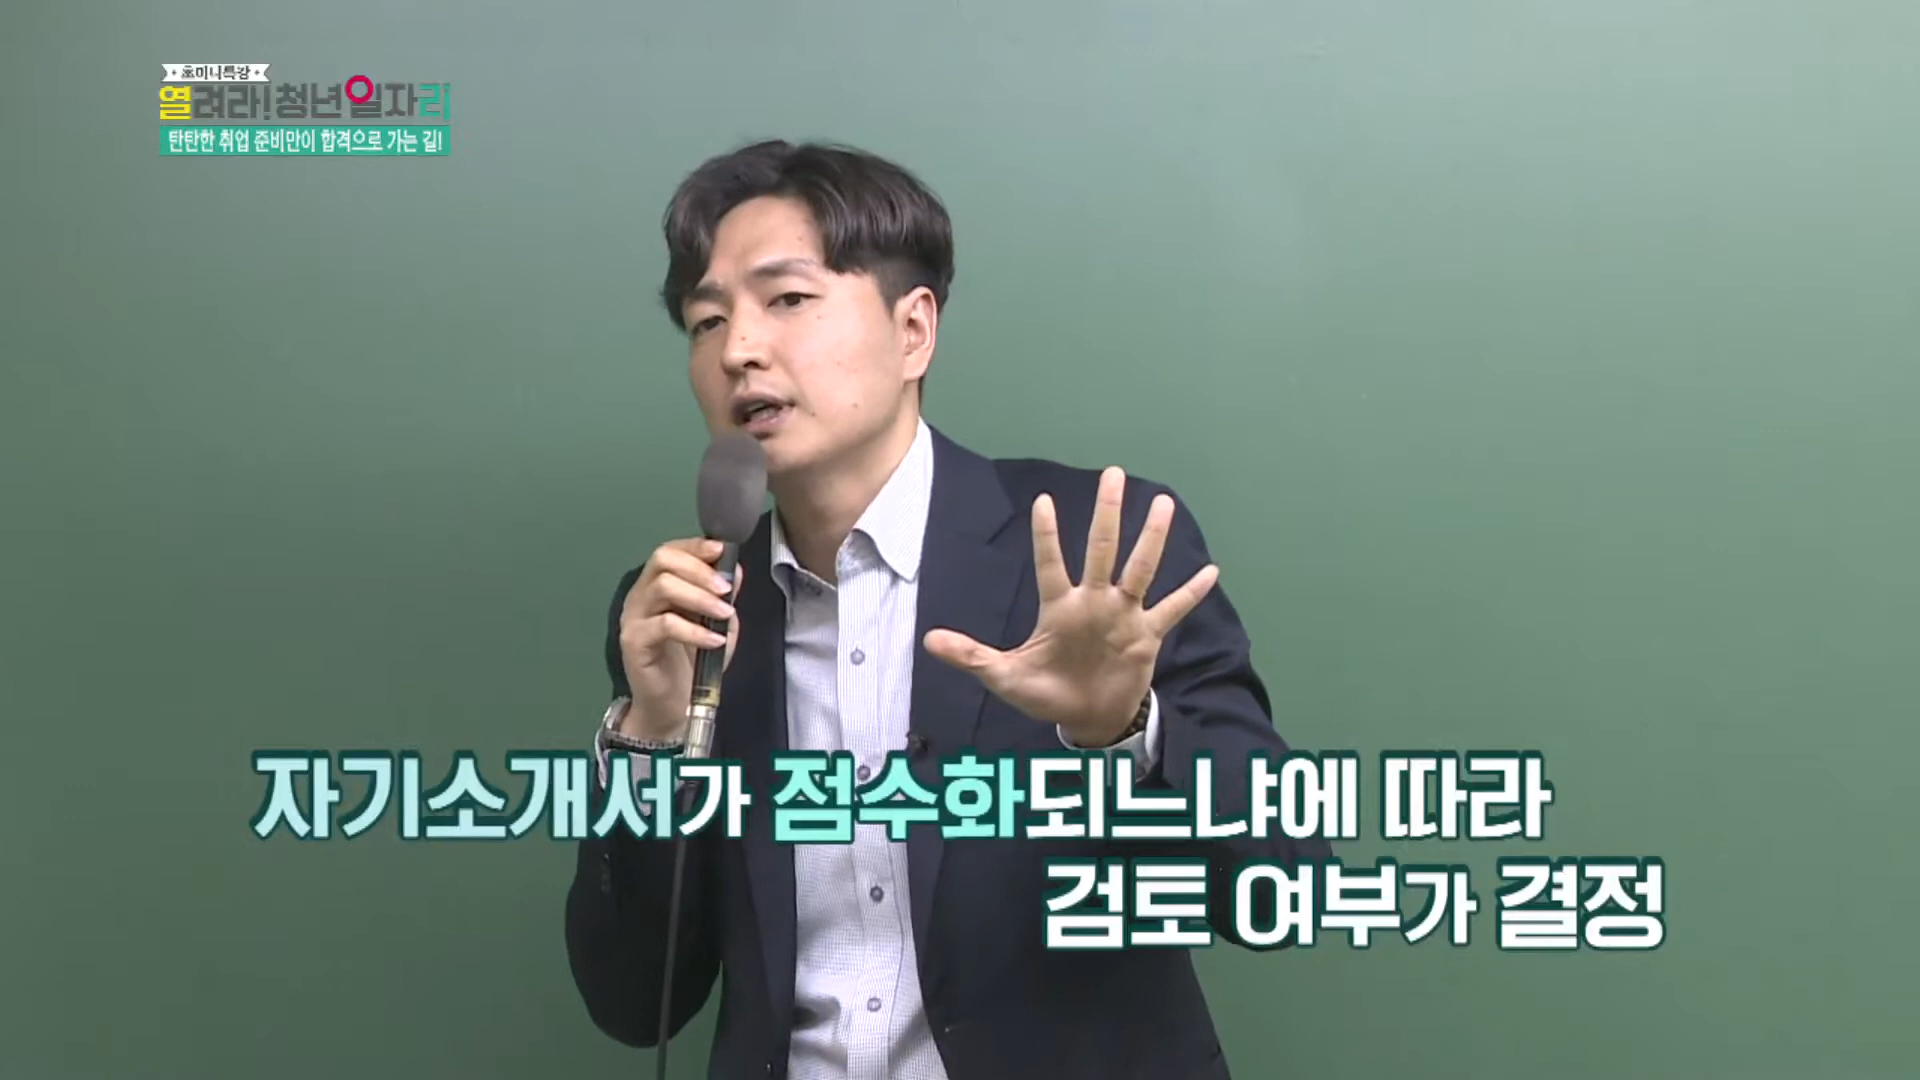 초미니특강
열려라! 청년일자리
탄탄한 취업 준비만이 합격으로 가는 길!
자기소개서가 점수화되느냐에 따라
검토 여부가 결정